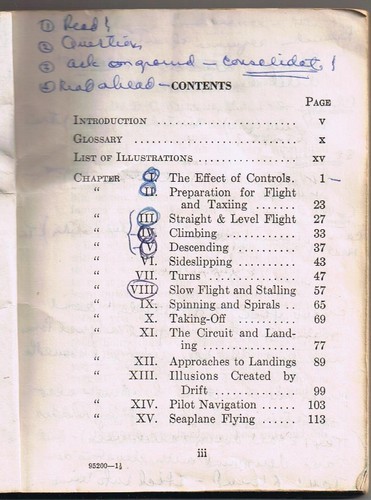 ① Read!
② Question
③ ask on ground – consolidate!
④ Read ahead –
CONTENTS
PAGE
INTRODUCTION ........ v
GLOSSARY ........ x
LIST OF ILLUSTRATIONS ........ xv
CHAPTER I. The Effect of Controls. 1 –
“ II. Preparation for Flight
and Taxiing ....... 23
“ III. Straight & Level Flight 27
“ IV. Climbing ........ 33
“ V. Descending ........ 37
“ VI. Sideslipping ........ 43
“ VII. Turns ........ 47
“ VIII. Slow Flight and Stalling 57
“ IX. Spinning and Spirals .. 65
“ X. Taking-Off ........ 69
“ XI. The Circuit and Land-
ing ........ 77
“ XII. Approaches to Landings 89
“ XIII. Illusions Created by
Drift ........ 99
“ XIV. Pilot Navigation ...... 103
“ XV. Seaplane Flying ...... 113
iii
95200—1½